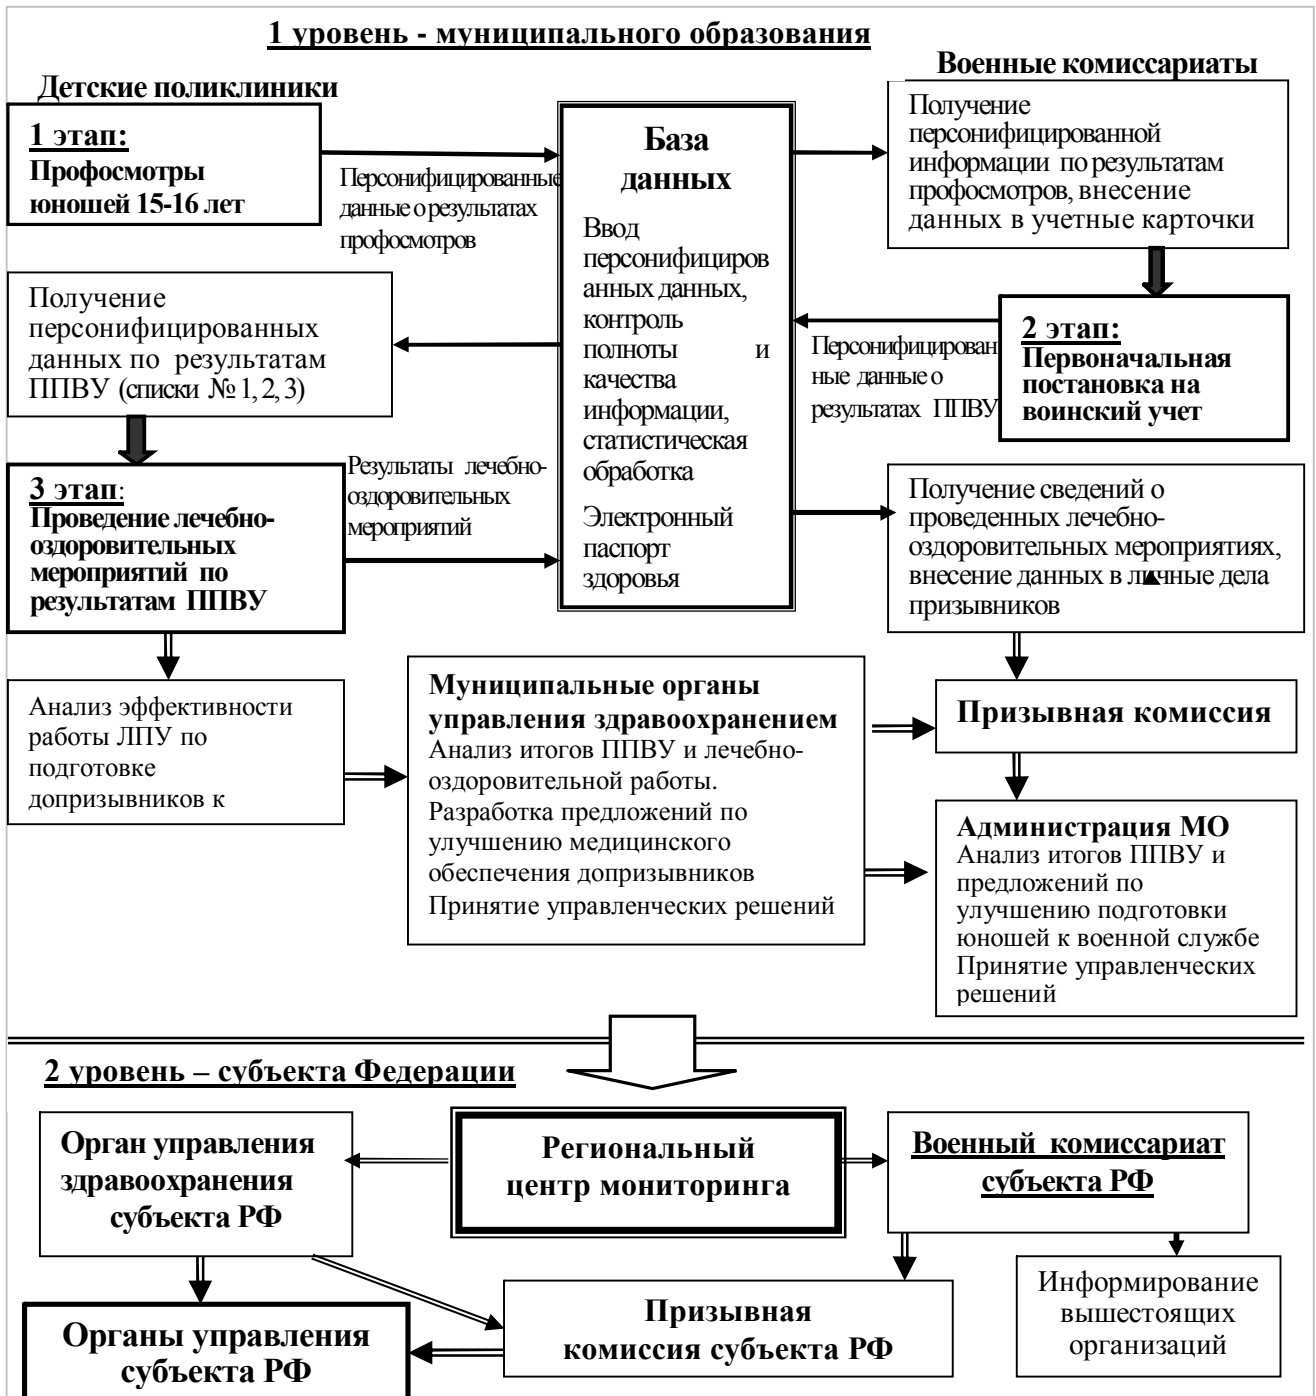 1 уровень - муниципального образования
Детские поликлиники
Военные комиссариаты
1 этап:
Профосмотры
юношей 15-16 лет
Персонифицированные
данные о результатах
профосмотров
База
данных
Ввод
персонифициров
анных данных,
контроль
полноты и
качества
информации,
статистическая
обработка
Электронный
паспорт
здоровья
Получение
персонифицированной
информации по результатам
профосмотров, внесение
данных в учетные карточки
Получение
персонифицированных
данных по результатам
ППВУ (списки № 1, 2, 3)
Персонифицирован
ные данные о
результатах ППВУ
2 этап:
Первоначальная
постановка на
воинский учет
3 этап:
Проведение лечебно-
оздоровительных
мероприятий по
результатам ППВУ
Результаты лечебно-
оздоровительных
мероприятий
Получение сведений о
проведенных лечебно-
оздоровительных мероприятиях,
внесение данных в личные дела
призывников
Анализ эффективности
работы ЛПУ по
подготовке
допризывников к
Муниципальные органы
управления здравоохранением
Анализ итогов ППВУ и лечебно-
оздоровительной работы.
Разработка предложений по
улучшению медицинского
обеспечения допризывников
Принятие управленческих решений
Призывная комиссия
Администрация МО
Анализ итогов ППВУ и
предложений по
улучшению подготовки
юношей к военной службе
Принятие управленческих
решений
2 уровень – субъекта Федерации
Орган управления
здравоохранения
субъекта РФ
Региональный
центр мониторинга
Военный комиссариат
субъекта РФ
Органы управления
субъекта РФ
Призывная
комиссия субъекта РФ
Информирование
вышестоящих
организаций